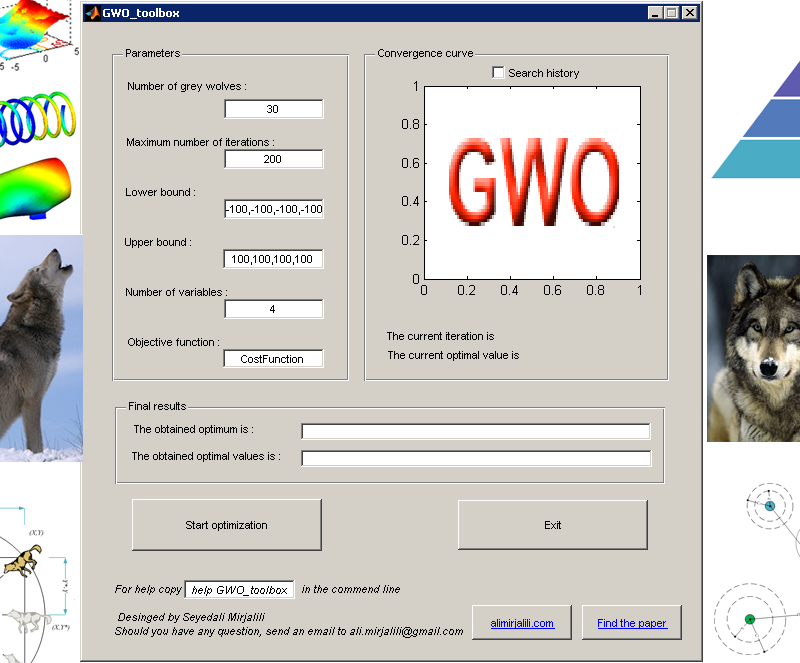 GWO_toolbox
Parameters
Number of grey wolves :
30
Maximum number of iterations :
200
Lower bound :
-100,-100,-100,-100
Upper bound :
100,100,100,100
Number of variables :
4
Objective function :
CostFunction
Convergence curve
Search history
1
0.8
0.6
0.4
0.2
0
0 0.2 0.4 0.6 0.8 1
GWO
The current iteration is
The current optimal value is
Final results
The obtained optimum is :
The obtained optimal values is :
Start optimization
Exit
For help copy help GWO_toolbox in the commend line
Desinged by Seyedali Mirjalili
Should you have any question, send an email to ali.mirjalili@gmail.com
alimirjalili.com
Find the paper
5
0
-5
-5
(X,Y)
(X,Y*)